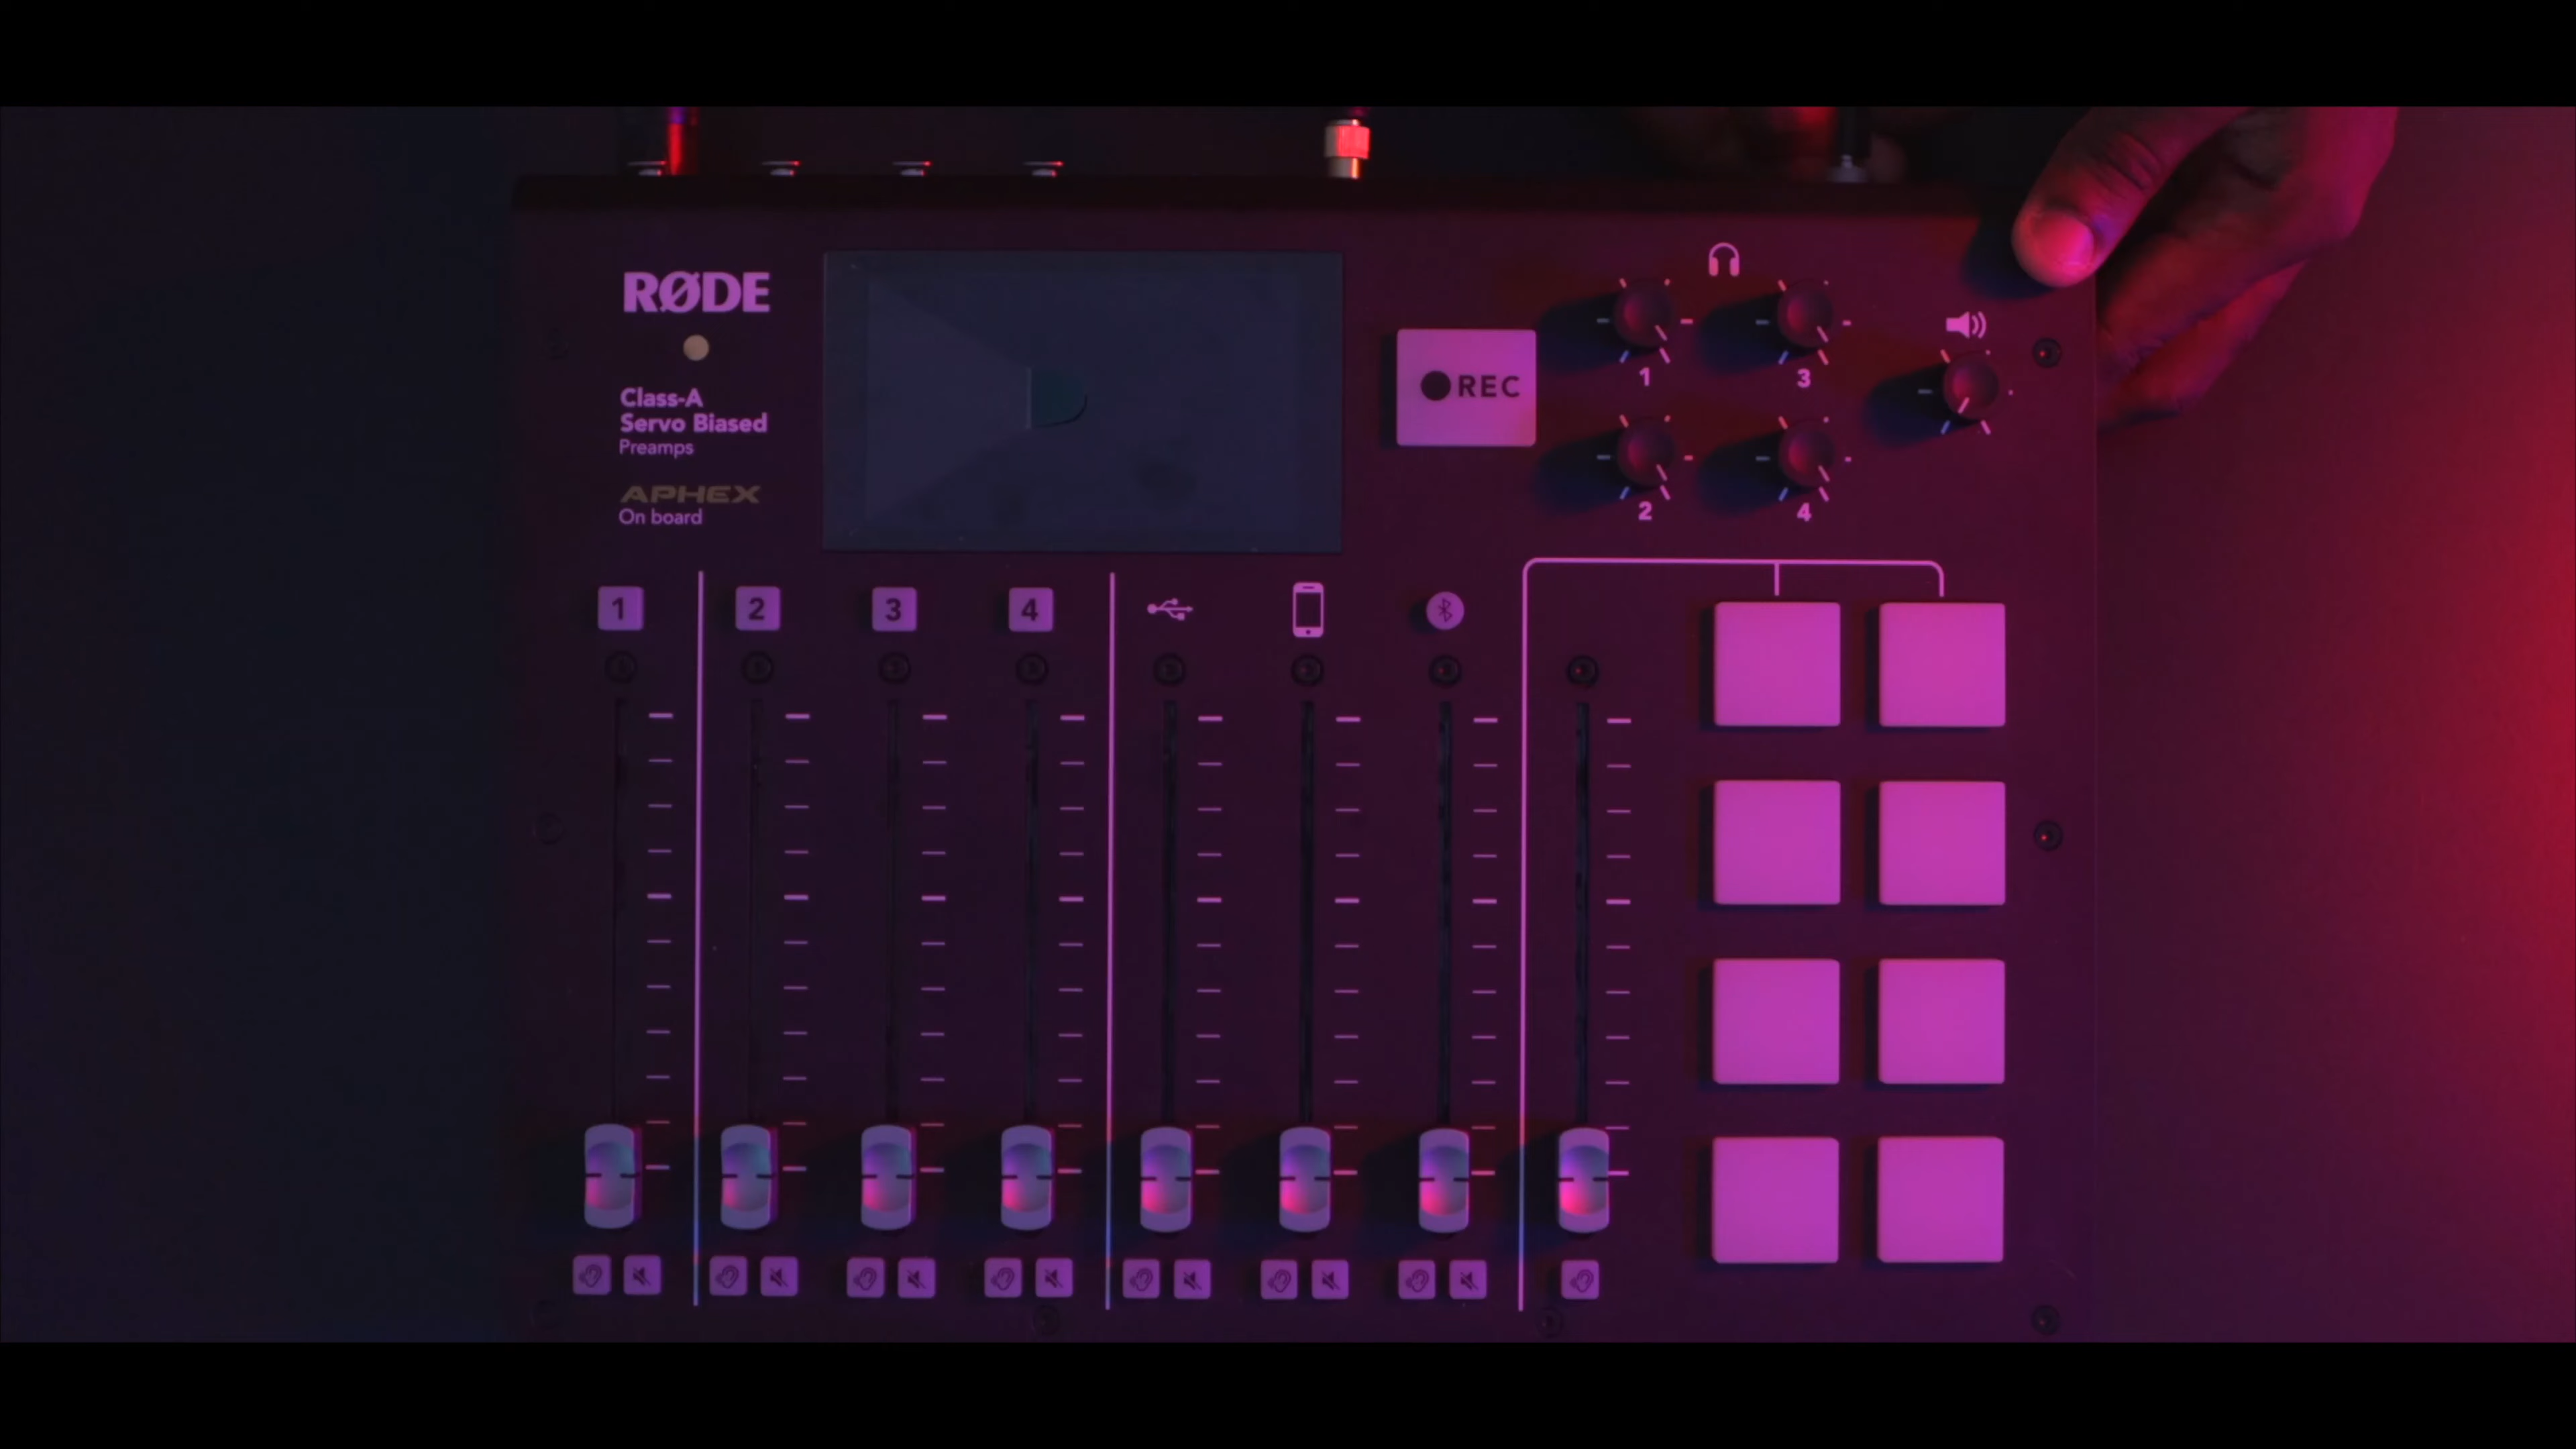 RØDE
Class-A
Servo Biased
Preamps
APHEX
On board
REC
1 3
2 4
1 2 3 4